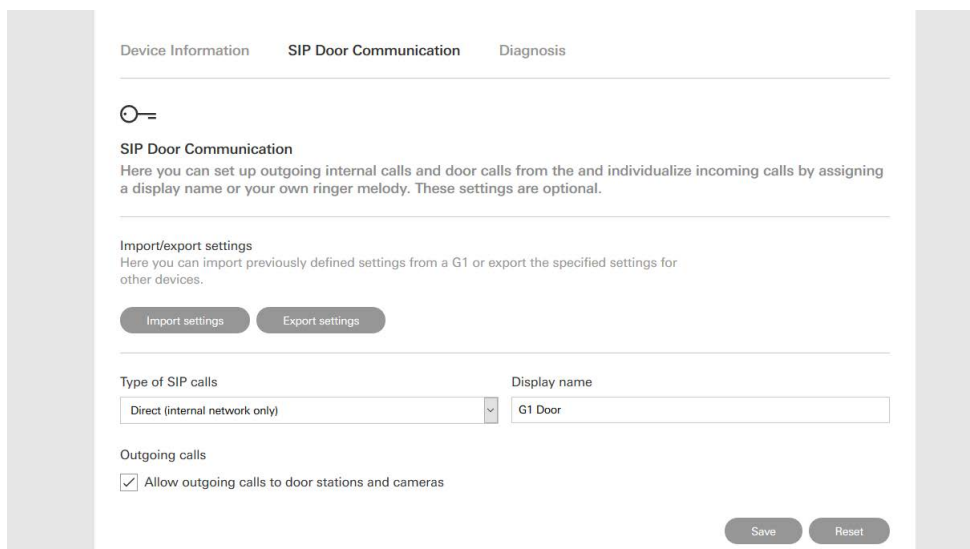 Device Information SIP Door Communication Diagnosis
SIP Door Communication
Here you can set up outgoing internal calls and door calls from the and individualize incoming calls by assigning
a display name or your own ringer melody. These settings are optional.
Import/export settings
Here you can import previously defined settings from a G1 or export the specified settings for
other devices.
Import settings Export settings
Type of SIP calls Display name
Direct (internal network only) G1 Door
Outgoing calls
Allow outgoing calls to door stations and cameras
Save Reset